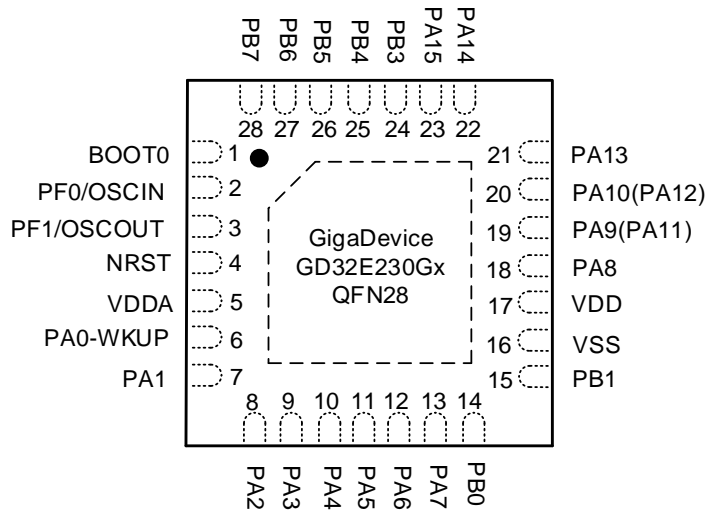 PB7 PB6 PB5 PB4 PB3 PA15 PA14
28 27 26 25 24 23 22
BOOT0 1
PF0/OSCIN 2
PF1/OSCOUT 3
NRST 4
VDDA 5
PA0-WKUP 6
PA1 7
GigaDevice
GD32E230Gx
QFN28
21 PA13
20 PA10(PA12)
19 PA9(PA11)
18 PA8
17 VDD
16 VSS
15 PB1
8 9 10 11 12 13 14
PA2 PA3 PA4 PA5 PA6 PA7 PB0